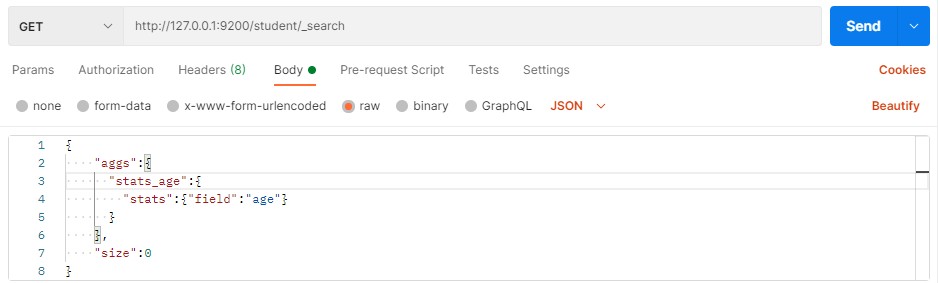 GET http://127.0.0.1:9200/student/_search Send
Params Authorization Headers (8) Body Pre-request Script Tests Settings Cookies
none form-data x-www-form-urlencoded raw binary GraphQL JSON Beautify
1 {
2 "aggs":{
3 "stats_age":{
4 "stats":{"field":"age"}
5 }
6 },
7 "size":0
8 }